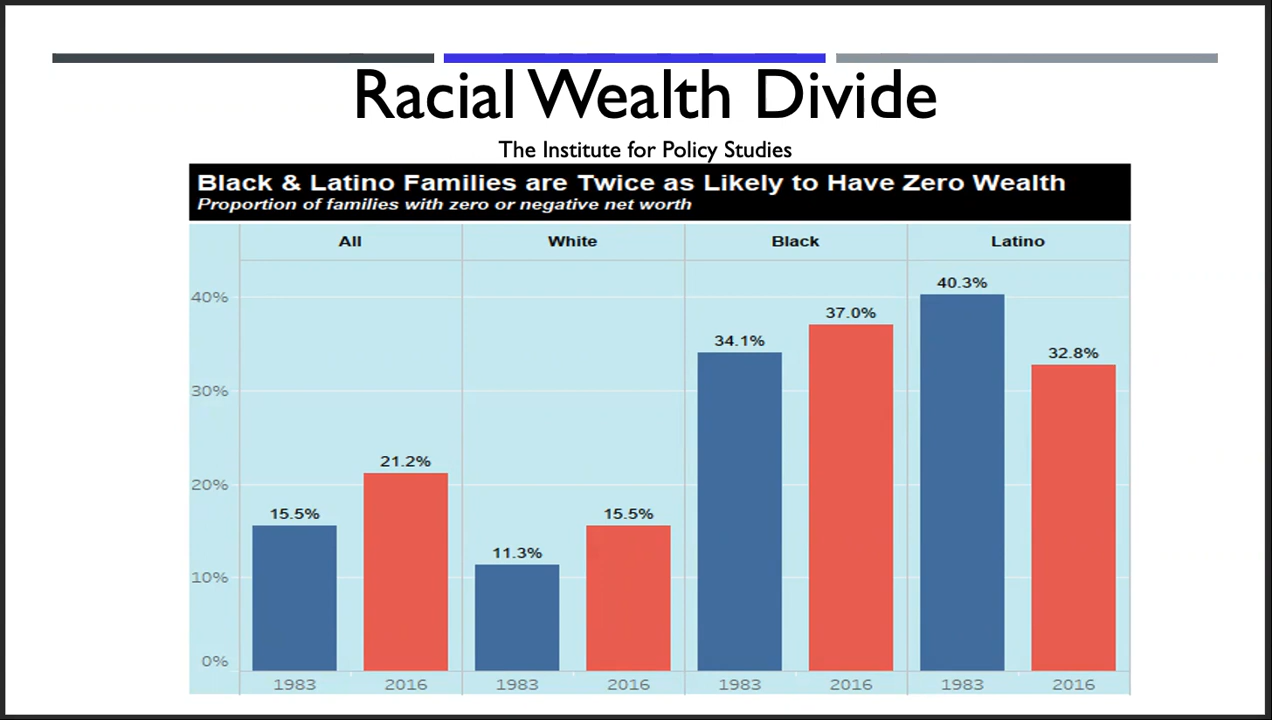 Racial Wealth Divide
The Institute for Policy Studies
Black & Latino Families are Twice as Likely to Have Zero Wealth
Proportion of families with zero or negative net worth
All White Black Latino
40%
30%
20%
10%
0%
15.5% 21.2% 11.3% 15.5% 34.1% 37.0% 40.3% 32.8%
1983 2016 1983 2016 1983 2016 1983 2016